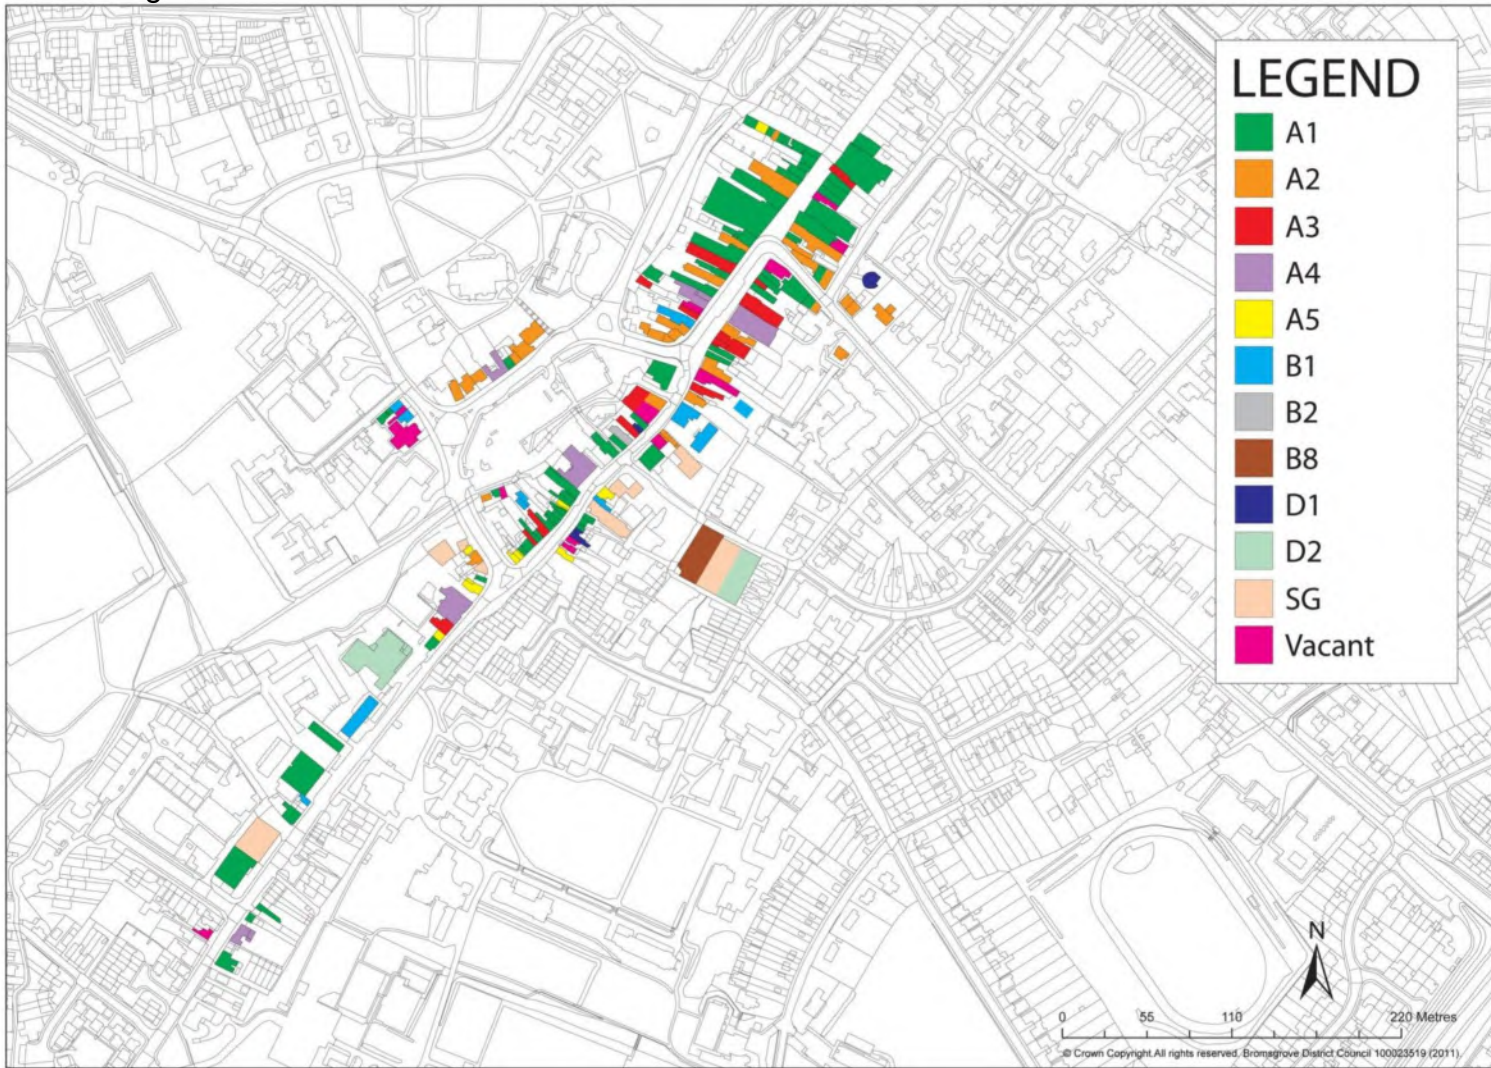 LEGEND
A1
A2
A3
A4
A5
B1
B2
B8
D1
D2
SG
Vacant
N
0 55 110 220 Metres
© Crown Copyright.All rights reserved. Bromsgrove District Council 100023519 (2011).